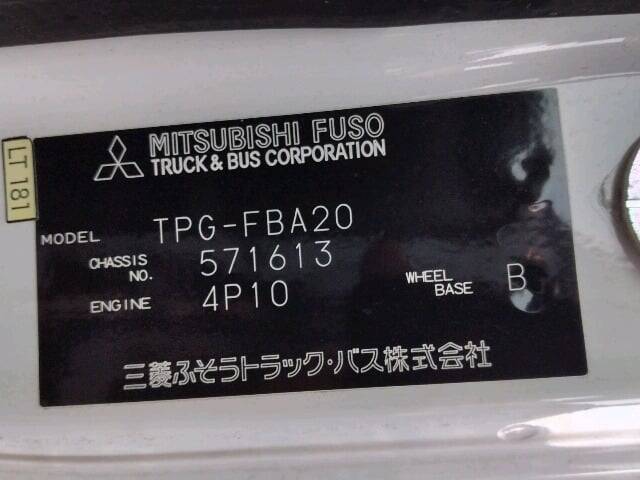 MITSUBISHI FUSO
TRUCK & BUS CORPORATION
LT 181
MODEL TPG-FBA20
CHASSIS NO. 571613
ENGINE 4P10
WHEEL BASE B
三菱ふそうトラック・バス株式会社